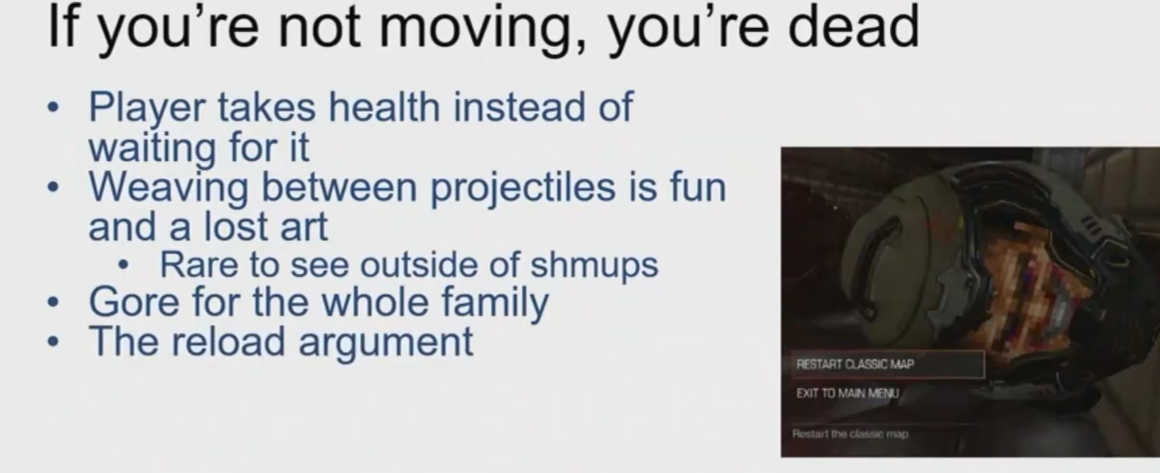 If you're not moving, you're dead
• Player takes health instead of
waiting for it
• Weaving between projectiles is fun
and a lost art
• Rare to see outside of shmups
• Gore for the whole family
• The reload argument
RESTART CLASSIC MAP
EXIT TO MAIN MENU
Restart the classic map